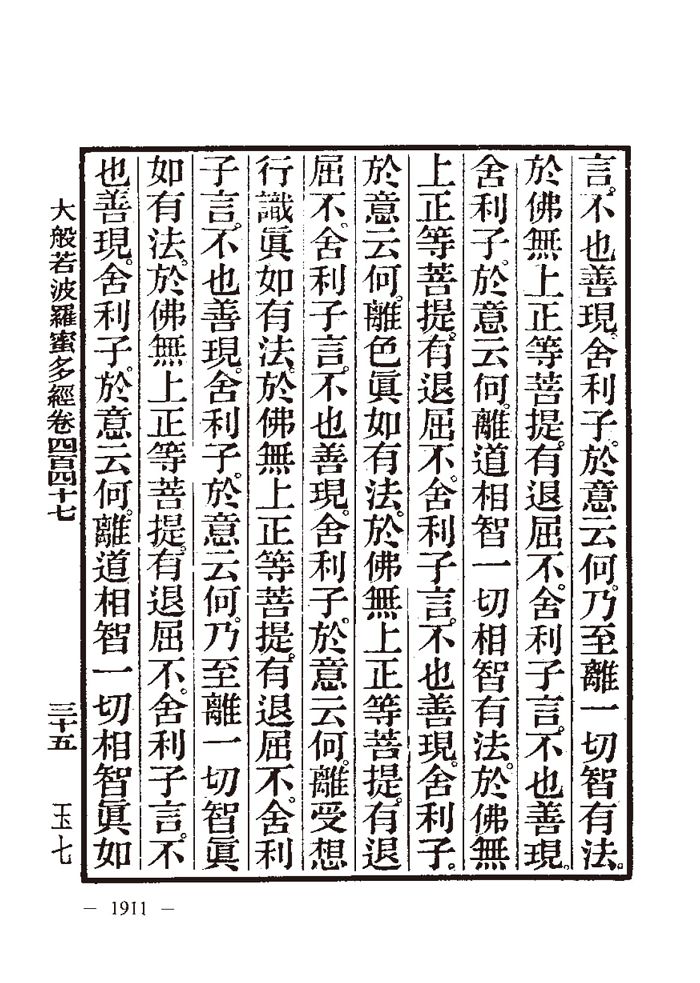 言。不也善現。舍利子。於意云何。乃至離一切智有法。
於佛無上正等菩提。有退屈不。舍利子言。不也善現。
舍利子。於意云何。離道相智一切相智有法。於佛無
上正等菩提。有退屈不。舍利子言。不也善現。舍利子。
於意云何。離色眞如有法。於佛無上正等菩提。有退
屈不。舍利子言。不也善現。舍利子。於意云何。離受想
行識眞如有法。於佛無上正等菩提。有退屈不。舍利
子言。不也善現。舍利子。於意云何。乃至離一切智眞
如有法。於佛無上正等菩提。有退屈不。舍利子言。不
也善現。舍利子。於意云何。離道相智一切相智眞如
大般若波羅蜜多經卷四百四十七 三十五 玉七
— 1911 —